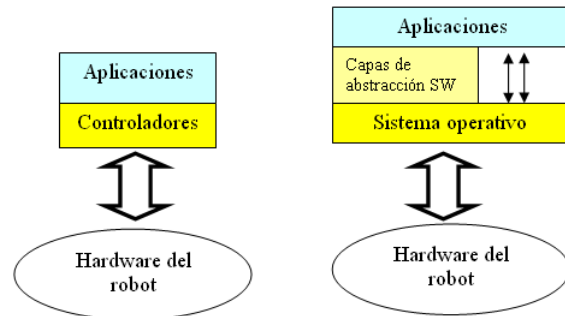 Aplicaciones
Controladores
Hardware del
robot
Aplicaciones
Capas de
abstracción SW
Sistema operativo
Hardware del
robot